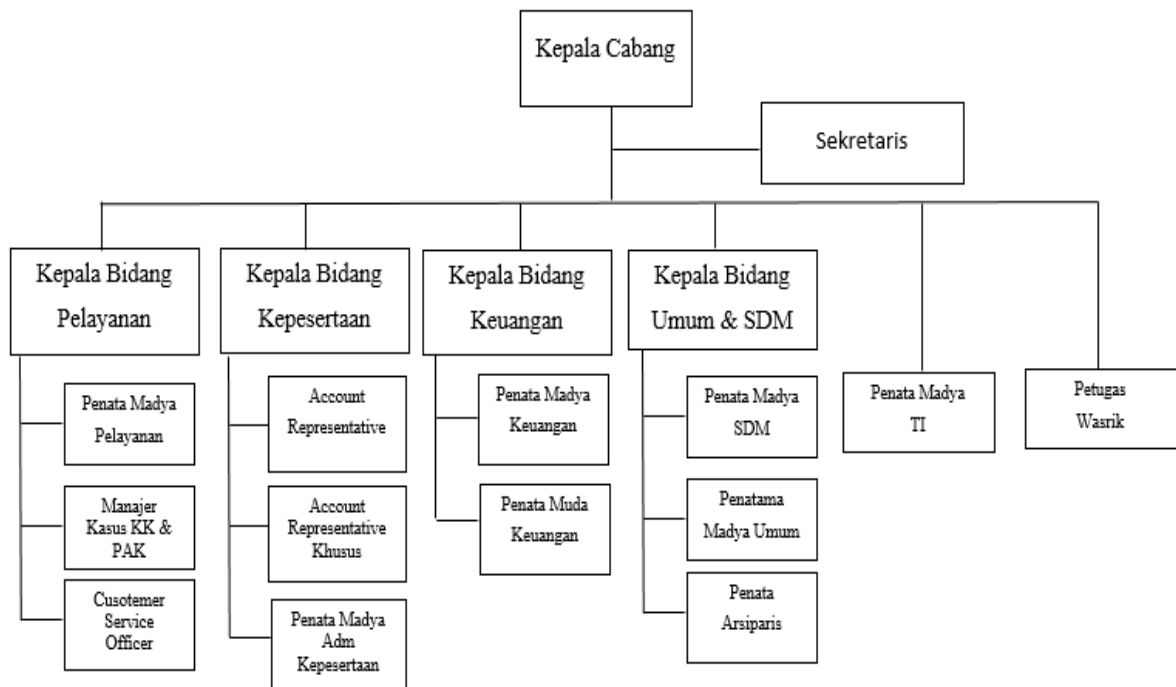 Kepala Cabang
Sekretaris
Kepala Bidang
Pelayanan
Kepala Bidang
Kepesertaan
Kepala Bidang
Keuangan
Kepala Bidang
Umum & SDM
Penata Madya
Pelayanan
Manajer
Kasus KK &
PAK
Cusotemer
Service
Officer
Account
Representative
Account
Representative
Khusus
Penata Madya
Adm
Kepesertaan
Penata Madya
Keuangan
Penata Muda
Keuangan
Penata Madya
SDM
Penatama
Madya Umum
Penata
Arsiparis
Penata Madya
TI
Petugas
Wasrik